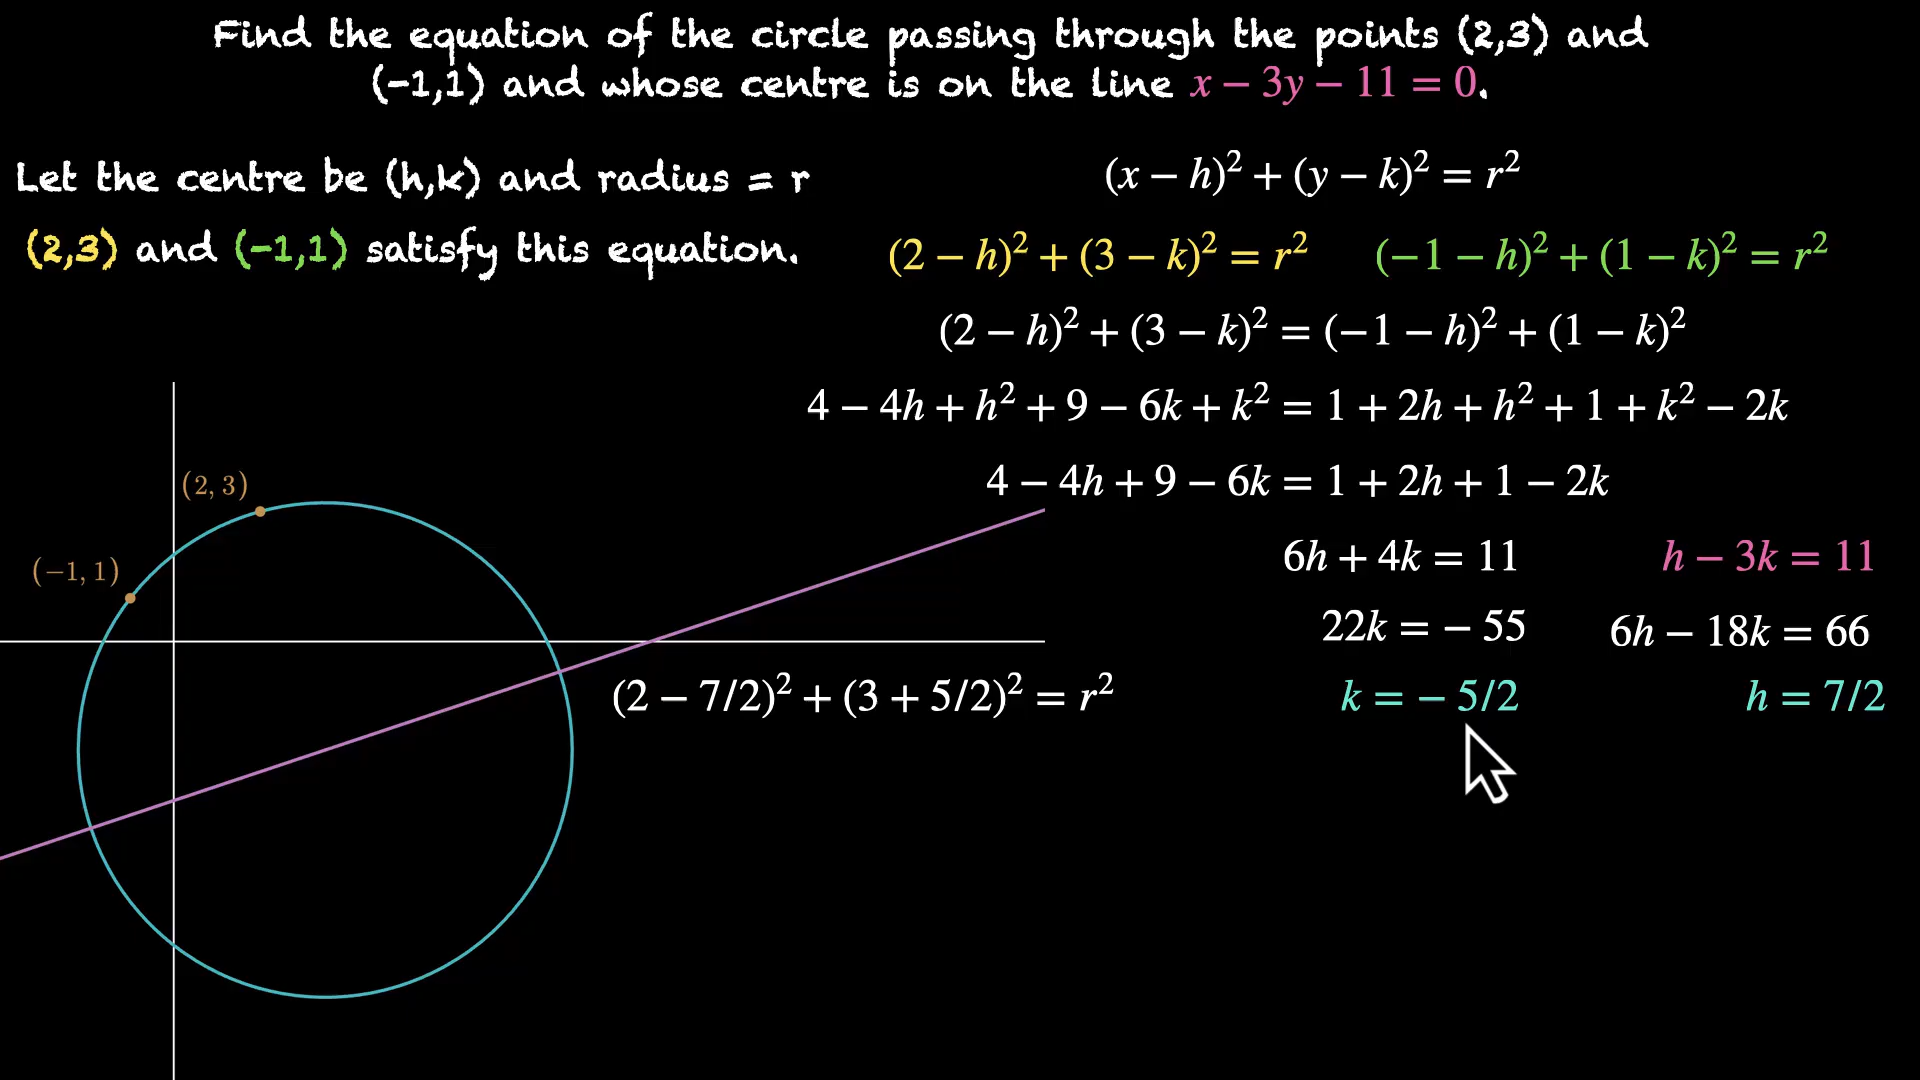 Find the equation of the circle passing through the points (2,3) and
(-1,1) and whose centre is on the line x − 3y − 11 = 0.
Let the centre be (h,k) and radius = r
(x − h)² + (y − k)² = r²
(2,3) and (-1,1) satisfy this equation.
(2 − h)² + (3 − k)² = r²
(−1 − h)² + (1 − k)² = r²
(2 − h)² + (3 − k)² = (−1 − h)² + (1 − k)²
4 − 4h + h² + 9 − 6k + k² = 1 + 2h + h² + 1 + k² − 2k
4 − 4h + 9 − 6k = 1 + 2h + 1 − 2k
(2, 3)
(−1, 1)
6h + 4k = 11
h − 3k = 11
22k = − 55
6h − 18k = 66
(2 − 7/2)² + (3 + 5/2)² = r²
k = − 5/2
h = 7/2